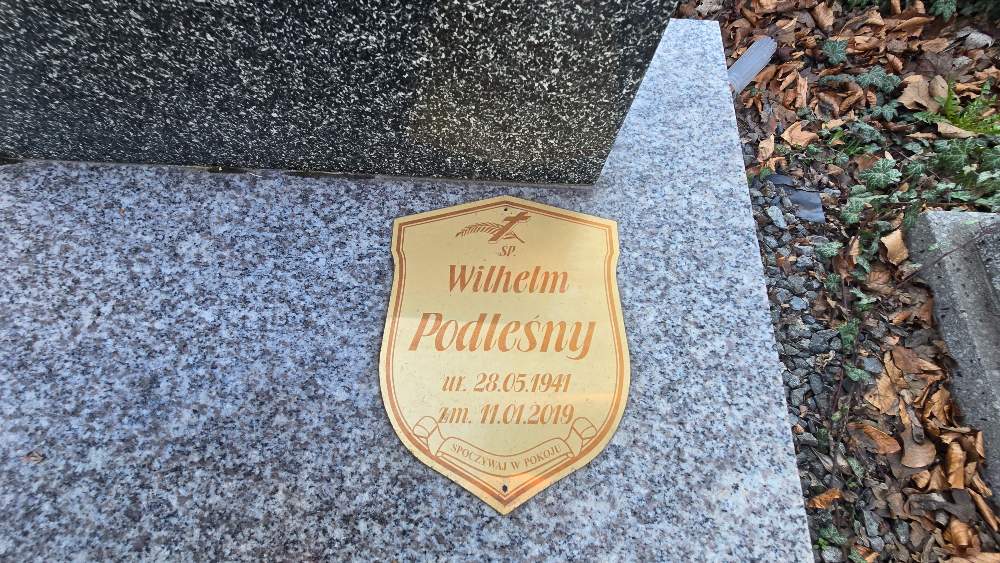 ŚP.
Wilhelm
Podleśny
ur. 28.05.1941
zm. 11.01.2019
SPOCZYWAJ W POKOJU